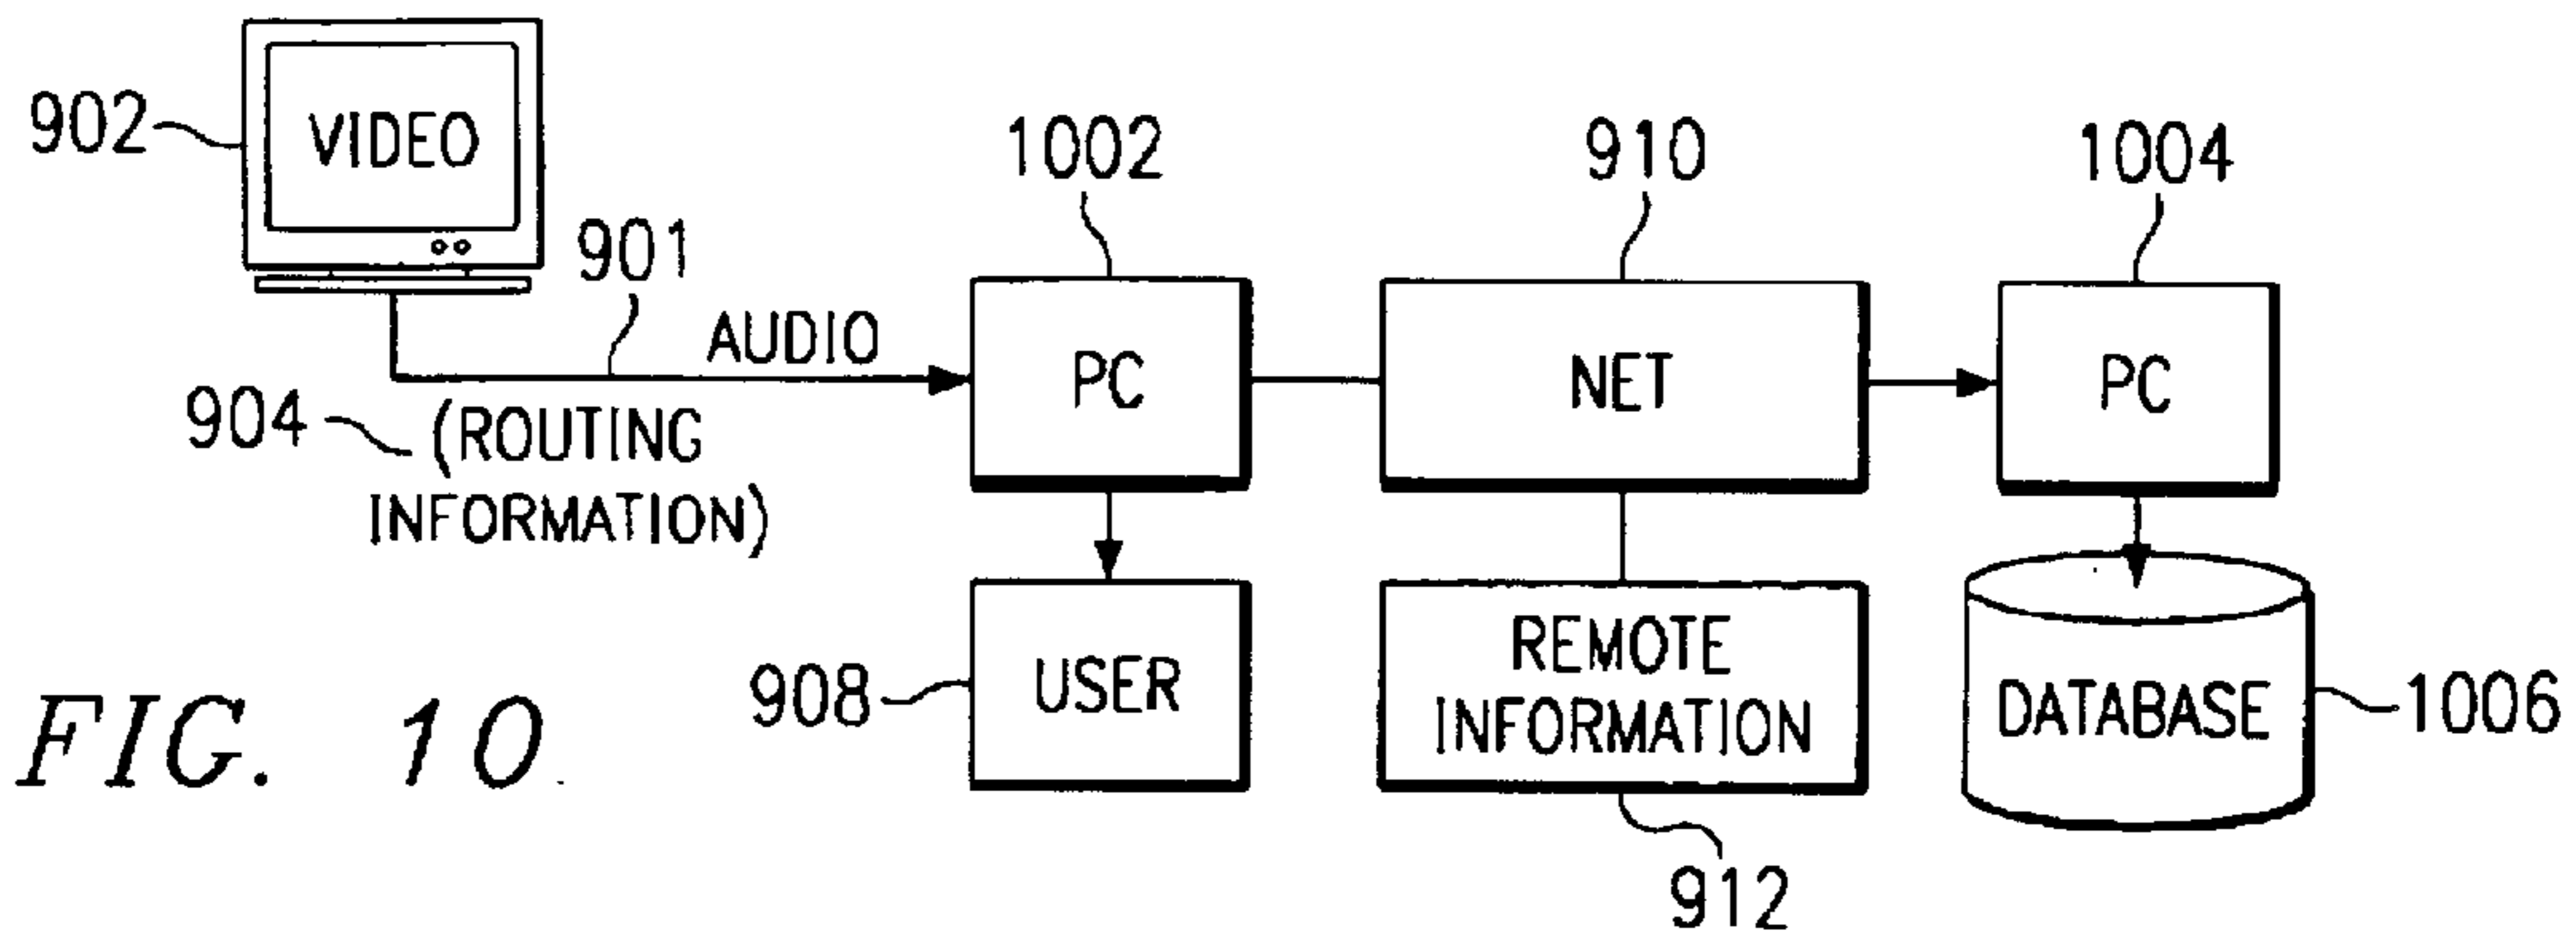 902
VIDEO
901
AUDIO
904
(ROUTING
INFORMATION)
1002
PC
910
NET
1004
PC
908
USER
REMOTE
INFORMATION
912
DATABASE
1006
FIG. 10